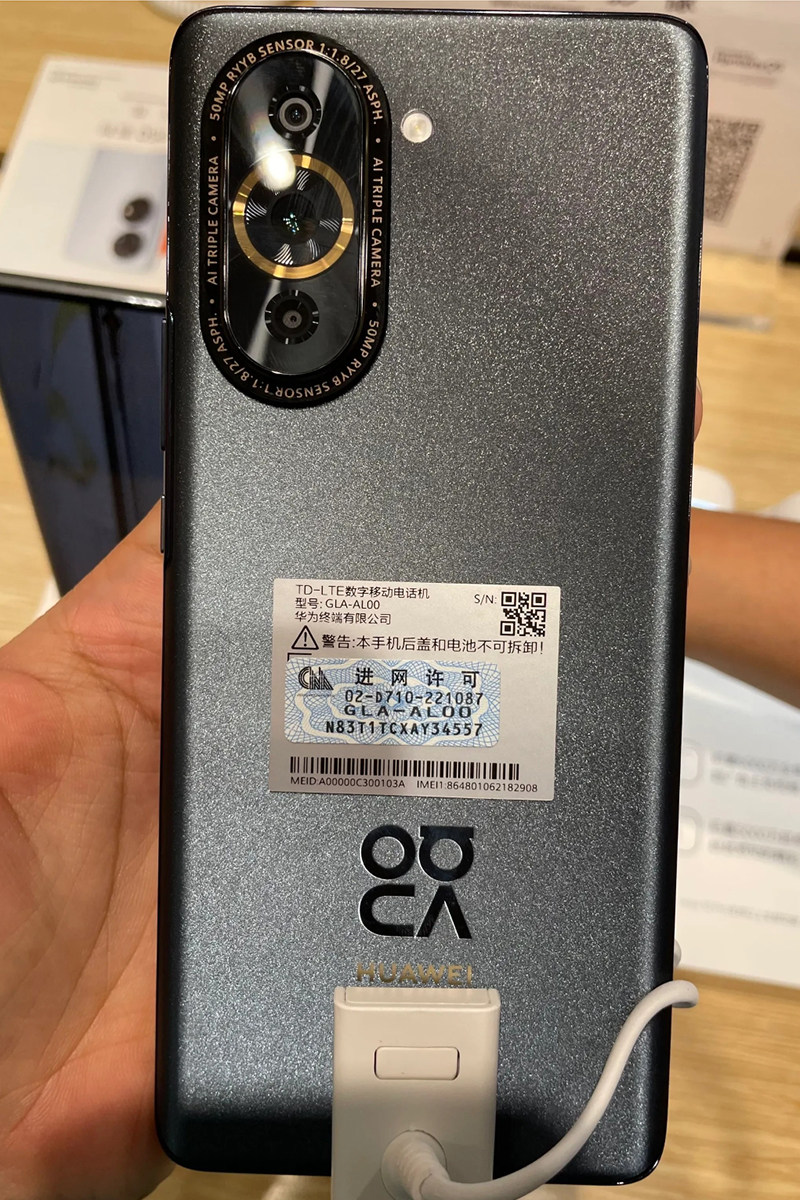 50MP RYYB SENSOR 1:1.8/27 ASPH.
AI TRIPLE CAMERA
50MP RYYB SENSOR 1:1.8/27 ASPH.
AI TRIPLE CAMERA
TD-LTE数字移动电话机
型号: GLA-AL00
华为终端有限公司
S/N:
警告:本手机后盖和电池不可拆卸!
进网许可
02-D710-221087
GLA-AL00
N83T1TCXAY34557
MEID:A00000C300103A IMEI1:864801062182908
HUAWEI